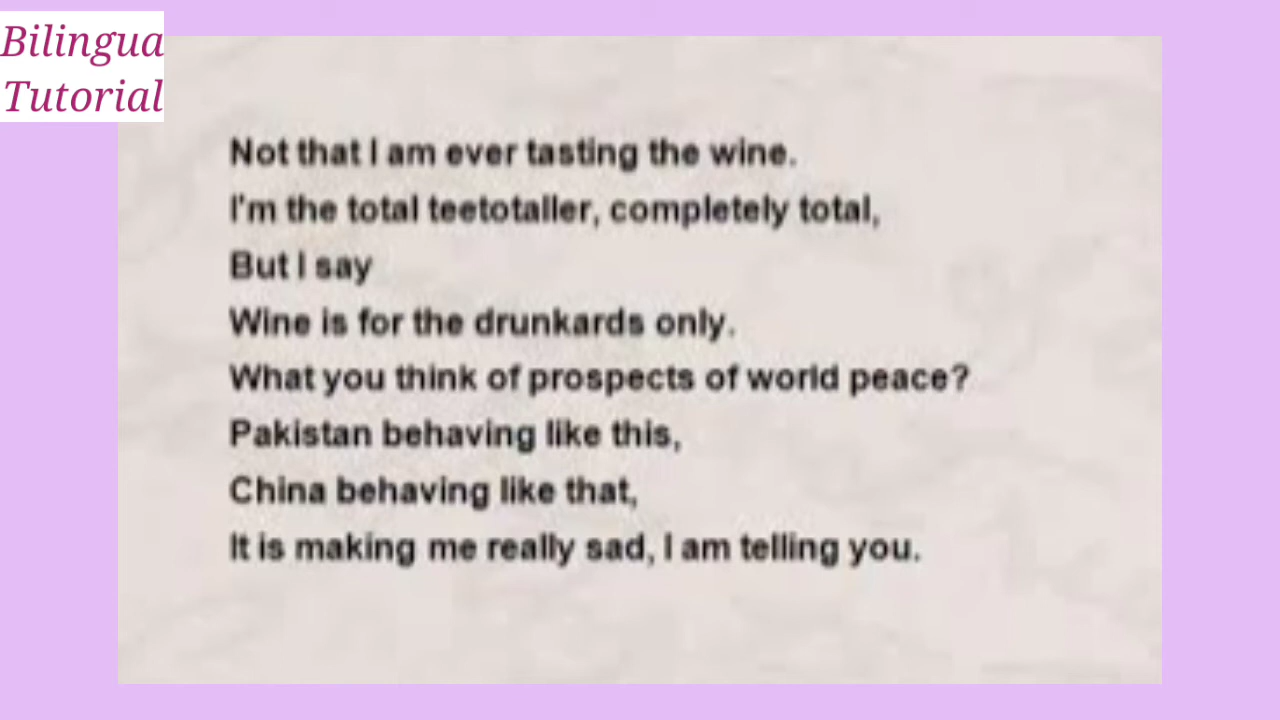 Bilingua
Tutorial
Not that I am ever tasting the wine.
I'm the total teetotaller, completely total,
But I say
Wine is for the drunkards only.
What you think of prospects of world peace?
Pakistan behaving like this,
China behaving like that,
It is making me really sad, I am telling you.